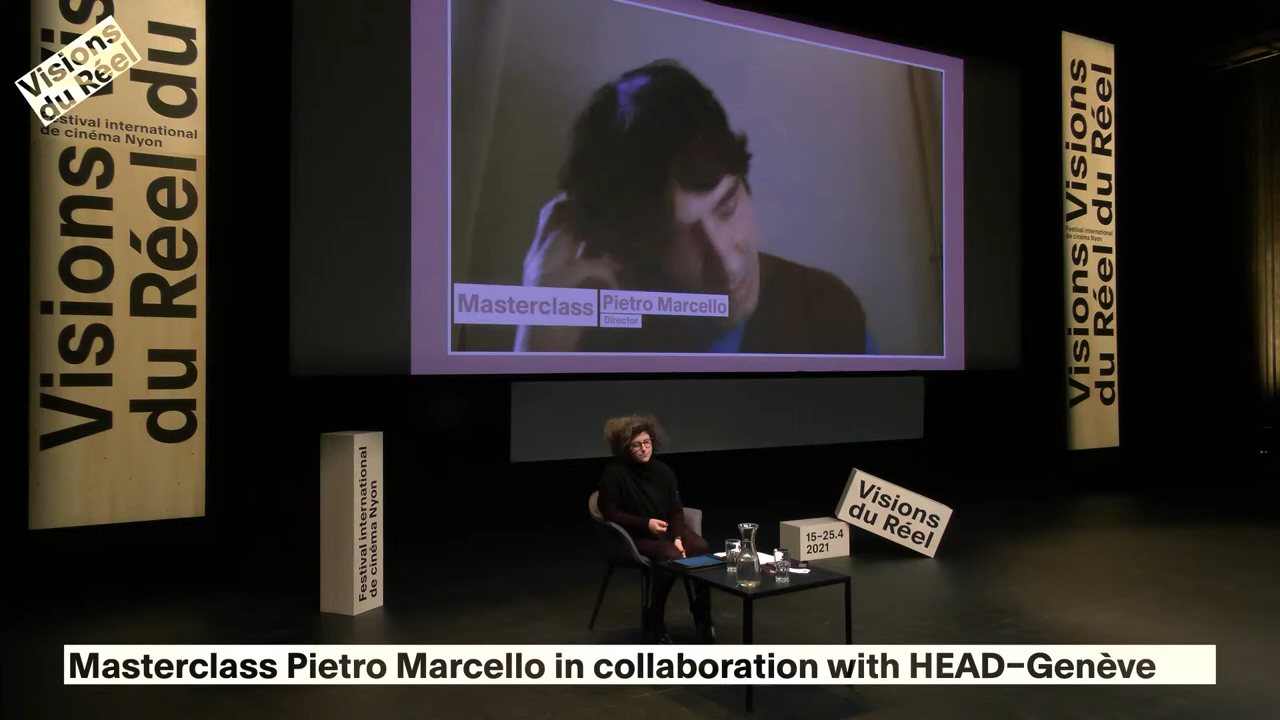 Visions
du Réel
Festival international
de cinéma Nyon
Visions
du Réel
Visions
du Réel
Masterclass
Pietro Marcello
Director
Visions
du Réel
Festival international
de cinéma Nyon
Visions
du Réel
Festival international
de cinéma Nyon
15–25.4
2021
Visions
du Réel
Masterclass Pietro Marcello in collaboration with HEAD–Genève